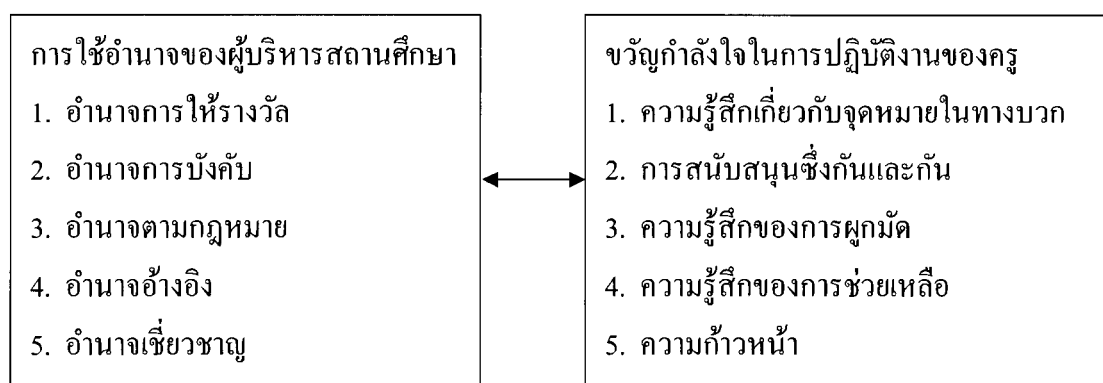 การใช้อำนาจของผู้บริหารสถานศึกษา
1. อำนาจการให้รางวัล
2. อำนาจการบังคับ
3. อำนาจตามกฎหมาย
4. อำนาจอ้างอิง
5. อำนาจเชี่ยวชาญ
ขวัญกำลังใจในการปฏิบัติงานของครู
1. ความรู้สึกเกี่ยวกับจุดหมายในทางบวก
2. การสนับสนุนซึ่งกันและกัน
3. ความรู้สึกของการผูกมัด
4. ความรู้สึกของการช่วยเหลือ
5. ความก้าวหน้า